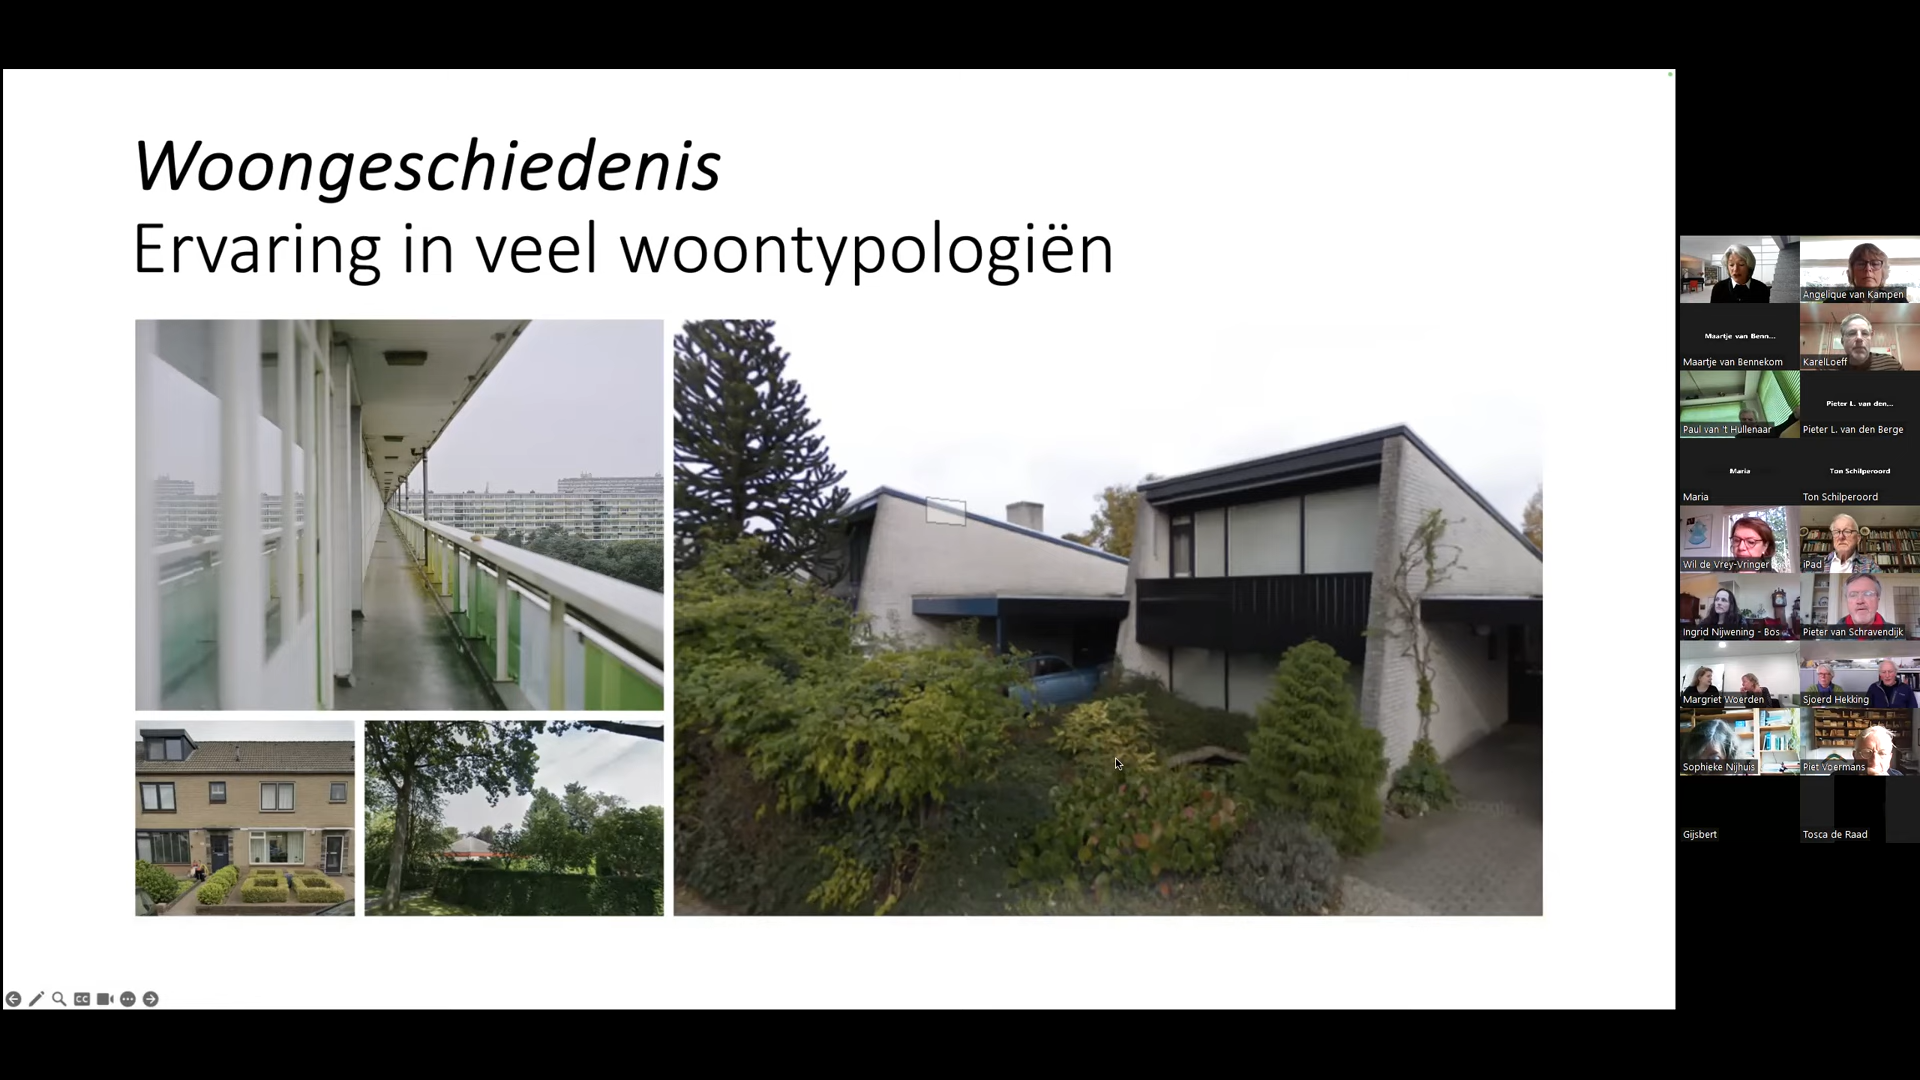 Woongeschiedenis
Ervaring in veel woontypologiën
Angelique van Kampen
Maartje van Benn...
Maartje van Bennekom
KarelLoeff
Paul van 't Hullenaar
Pieter L. van den...
Pieter L. van den Berge
Maria
Maria
Ton Schilperoord
Ton Schilperoord
Wil de Vrey-Vringer
iPad
Ingrid Nijwening - Bos...
Pieter van Schravendijk
Margriet Woerden
Sjoerd Hekking
Sophieke Nijhuis
Piet Voermans
Gijsbert
Tosca de Raad
CC
Google